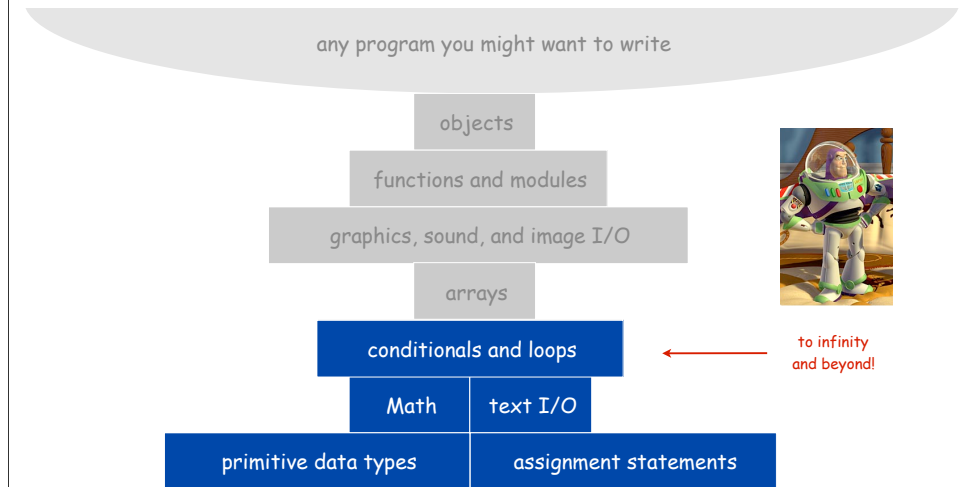 any program you might want to write
objects
functions and modules
graphics, sound, and image I/O
arrays
conditionals and loops
to infinity
and beyond!
Math
text I/O
primitive data types
assignment statements